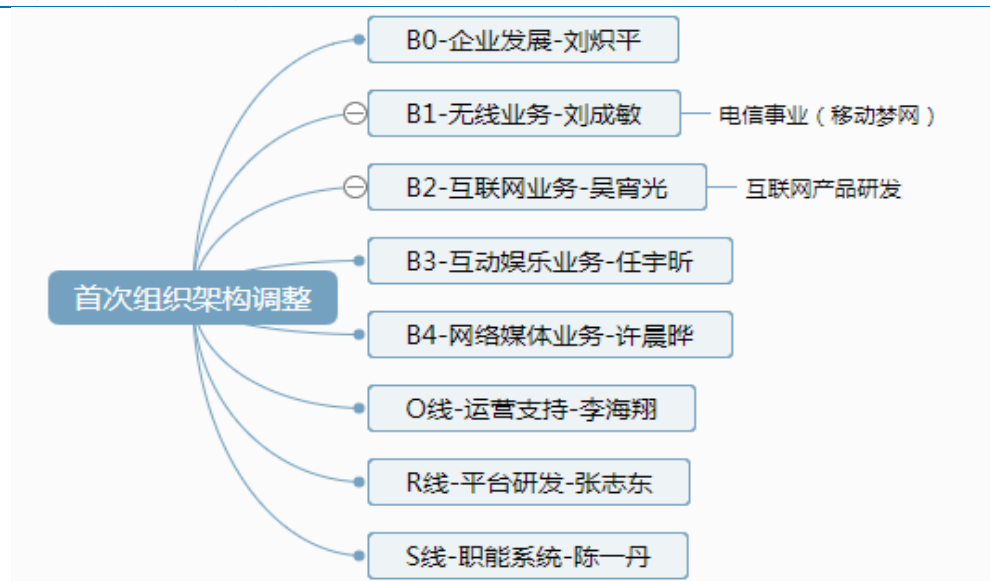 B0-企业发展-刘炽平
B1-无线业务-刘成敏
电信事业（移动梦网）
B2-互联网业务-吴宵光
互联网产品研发
B3-互动娱乐业务-任宇昕
首次组织架构调整
B4-网络媒体业务-许晨晔
O线-运营支持-李海翔
R线-平台研发-张志东
S线-职能系统-陈一丹